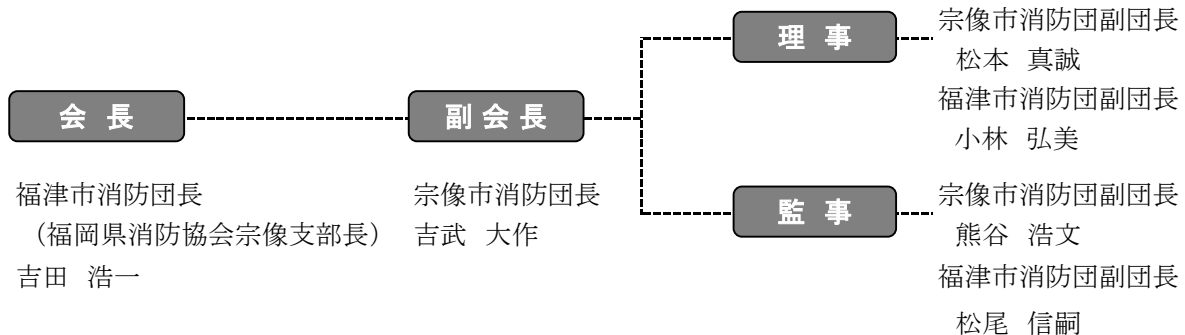 会 長
福津市消防団長
（福岡県消防協会宗像支部長）
吉田 浩一
副 会 長
宗像市消防団長
吉武 大作
理 事
宗像市消防団副団長
松本 真誠
福津市消防団副団長
小林 弘美
監 事
宗像市消防団副団長
熊谷 浩文
福津市消防団副団長
松尾 信嗣